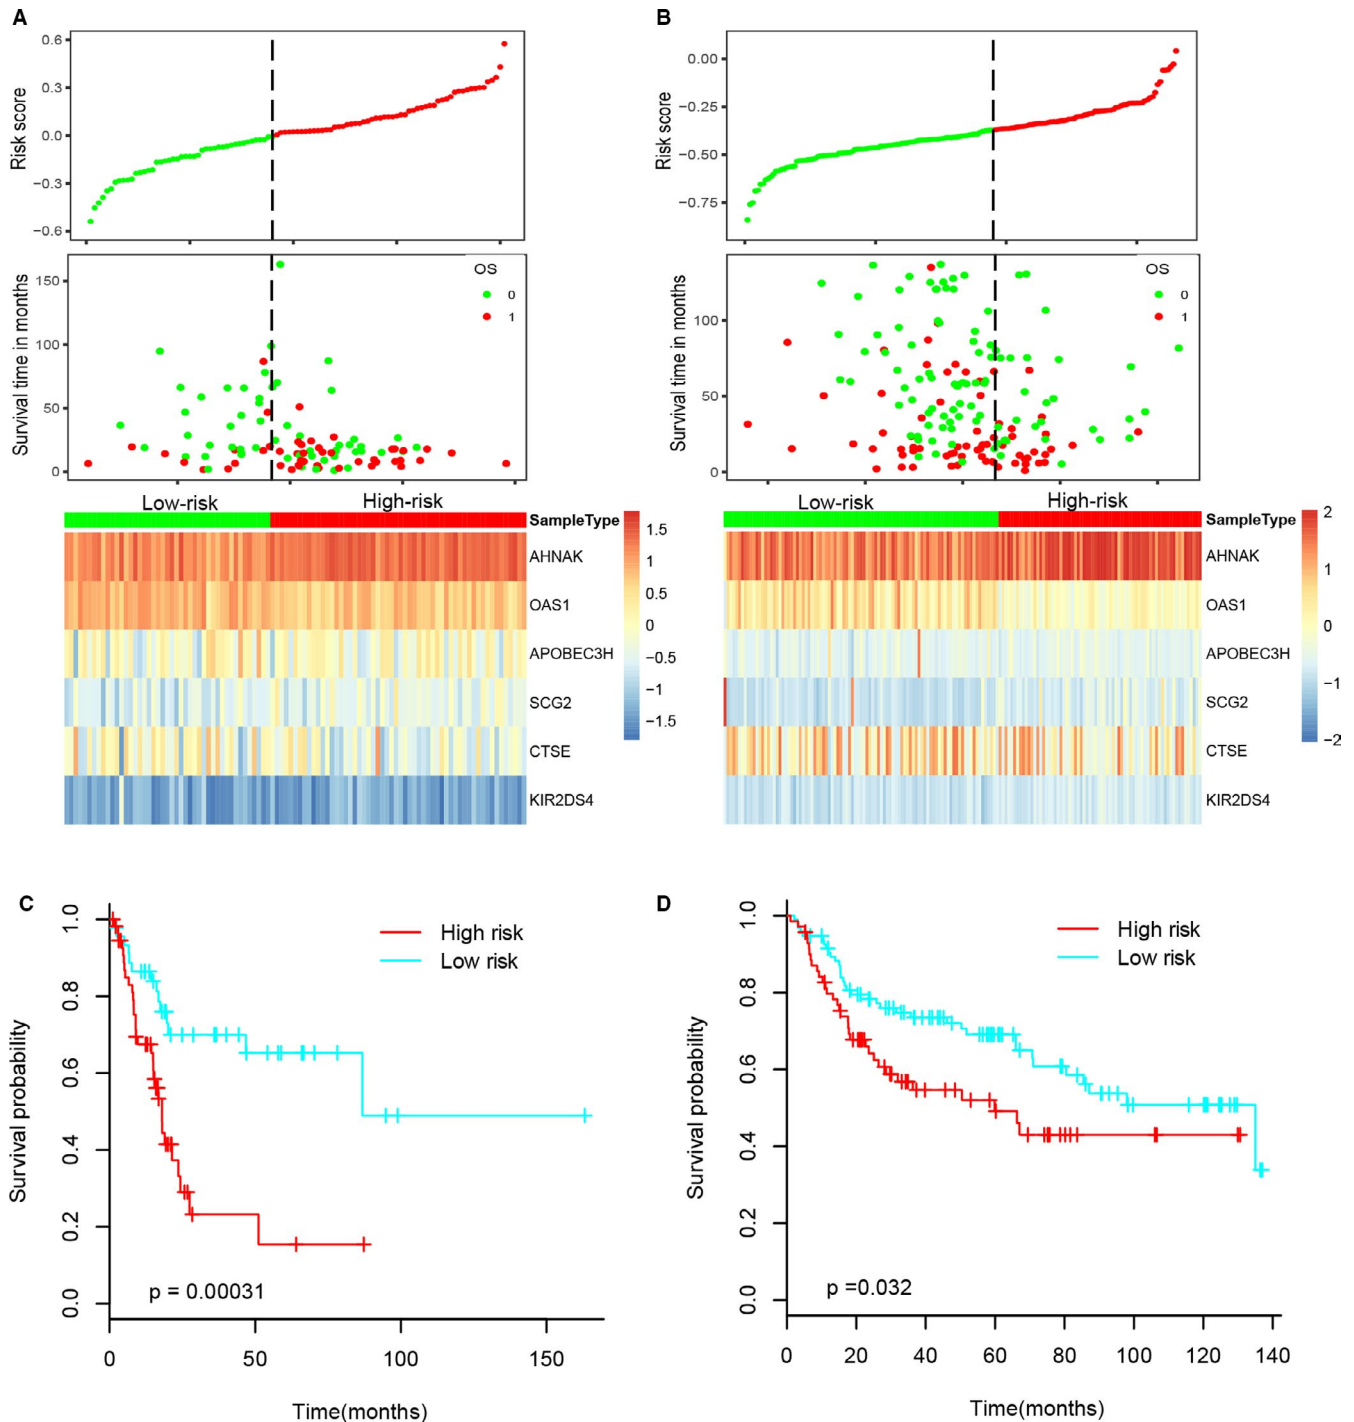 A
Risk score
0.6
0.3
0.0
−0.3
−0.6
Survival time in months
150
100
50
0
OS
0
1
Low-risk
High-risk
SampleType
AHNAK
OAS1
APOBEC3H
SCG2
CTSE
KIR2DS4
1.5
1
0.5
0
−0.5
−1
−1.5
B
Risk score
0.00
−0.25
−0.50
−0.75
Survival time in months
100
50
0
OS
0
1
Low-risk
High-risk
SampleType
AHNAK
OAS1
APOBEC3H
SCG2
CTSE
KIR2DS4
2
1
0
−1
−2
C
Survival probability
1.0
0.8
0.6
0.4
0.2
0.0
High risk
Low risk
p = 0.00031
0 50 100 150
Time(months)
D
Survival probability
1.0
0.8
0.6
0.4
0.2
0.0
High risk
Low risk
p =0.032
0 20 40 60 80 100 120 140
Time(months)